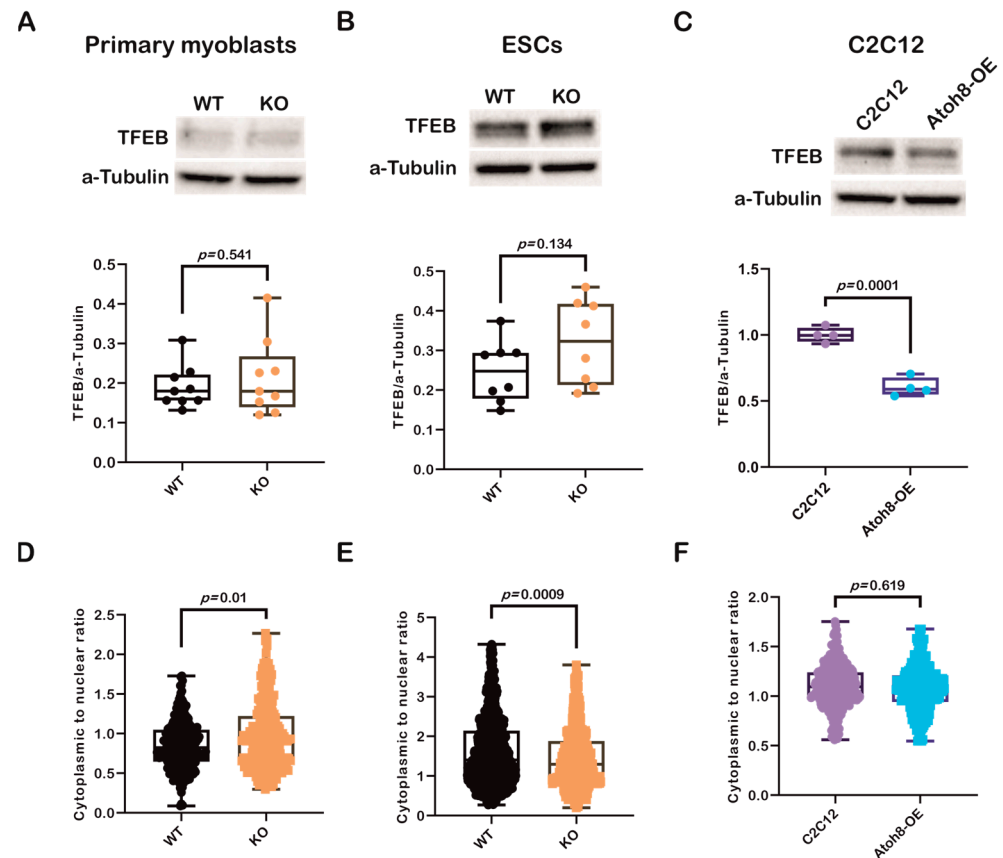 A
Primary myoblasts
WT KO
TFEB
a-Tubulin
p=0.541
TFEB/a-Tubulin
0.5
0.4
0.3
0.2
0.1
0.0
WT
KO
B
ESCs
WT KO
TFEB
a-Tubulin
p=0.134
TFEB/a-Tubulin
0.5
0.4
0.3
0.2
0.1
0.0
WT
KO
C
C2C12
C2C12
Atoh8-OE
TFEB
a-Tubulin
p=0.0001
TFEB/a-Tubulin
1.5
1.0
0.5
0.0
C2C12
Atoh8-OE
D
p=0.01
Cytoplasmic to nuclear ratio
2.5
2.0
1.5
1.0
0.5
0.0
WT
KO
E
p=0.0009
Cytoplasmic to nuclear ratio
5
4
3
2
1
0
WT
KO
F
p=0.619
Cytoplasmic to nuclear ratio
2.0
1.5
1.0
0.5
0.0
C2C12
Atoh8-OE